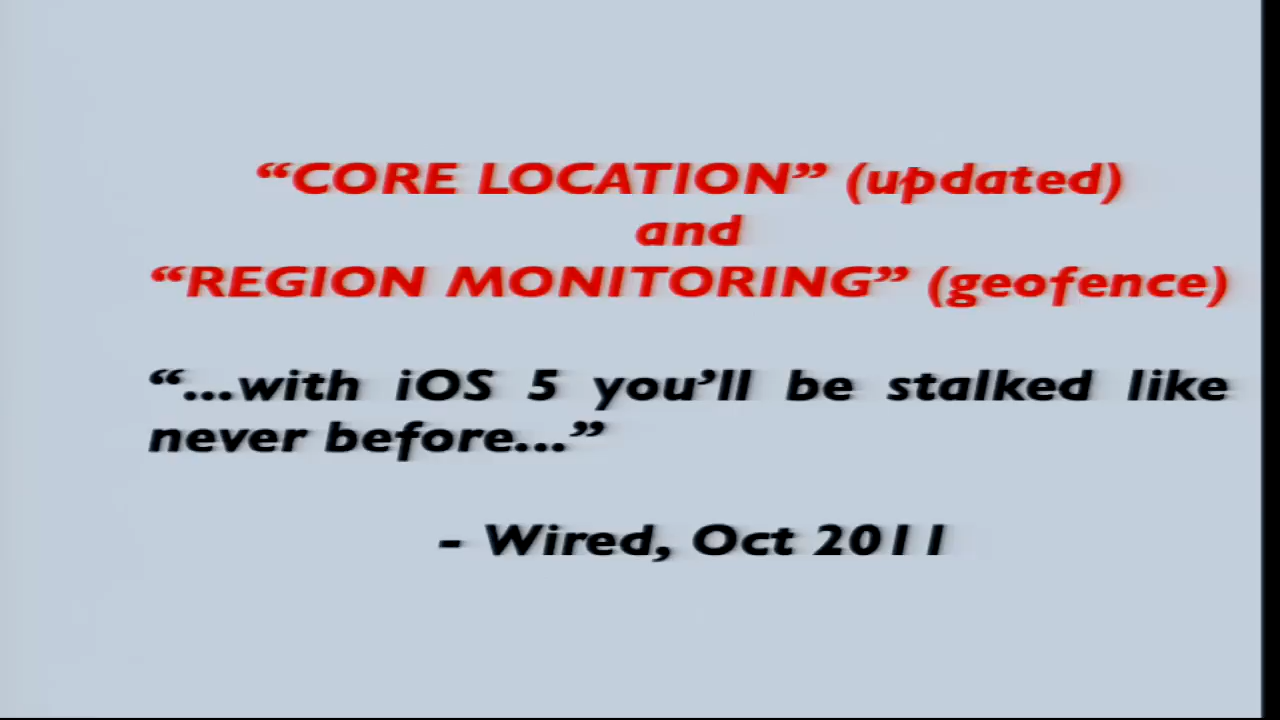 “CORE LOCATION” (updated)
and
“REGION MONITORING” (geofence)
“...with iOS 5 you’ll be stalked like
never before...”
- Wired, Oct 2011